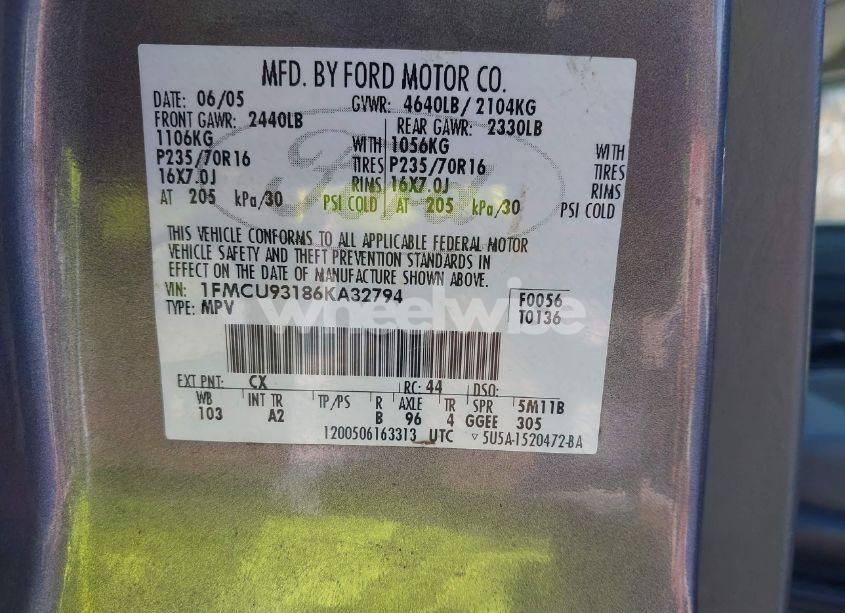 MFD. BY FORD MOTOR CO.
DATE: 06/05 GVWR: 4640LB/ 2104KG
FRONT GAWR: 2440LB REAR GAWR: 2330LB
1106KG WITH 1056KG WITH
P235/70R16 TIRES P235/70R16 TIRES
16X7.0J RIMS 16X7.0J RIMS
AT 205 kPa/30 PSI COLD AT 205 kPa/30 PSI COLD
Ford
THIS VEHICLE CONFORMS TO ALL APPLICABLE FEDERAL MOTOR
VEHICLE SAFETY AND THEFT PREVENTION STANDARDS IN
EFFECT ON THE DATE OF MANUFACTURE SHOWN ABOVE.
VIN: 1FMCU93186KA32794 F0056
TYPE: MPV T0136
wheelwibe
EXT PNT: CX RC: 44 DSO:
WB INT TR TP/PS R AXLE TR SPR 5M11B
103 A2 B 96 4 GGEE 305
1200506163313 UTC ▽ 5U5A-1520472-BA